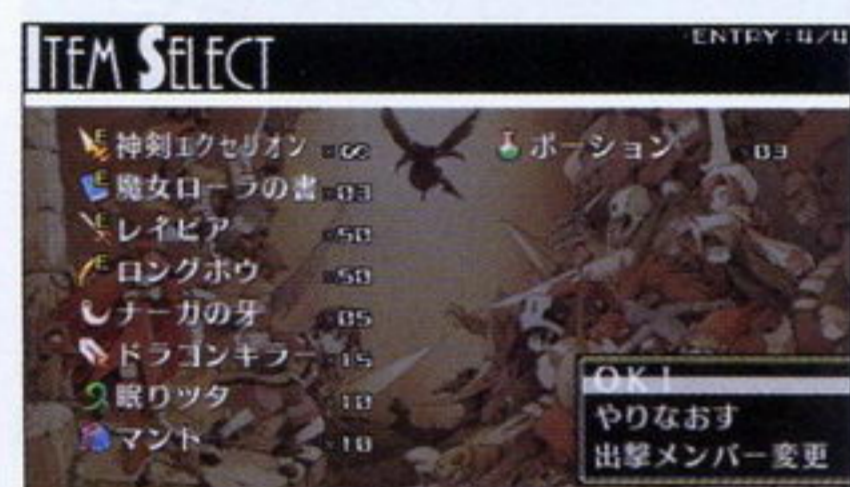 ITEM SELECT
ENTRY:4/4
E 神剣エクセリオン ×∞
E 魔女ローラの書 ×03
E レイピア ×50
E ロングボウ ×50
ナーガの牙 ×05
ドラゴンキラー ×15
眠りツタ ×10
マント ×10
ポーション ×03
OK!
やりなおす
出撃メンバー変更